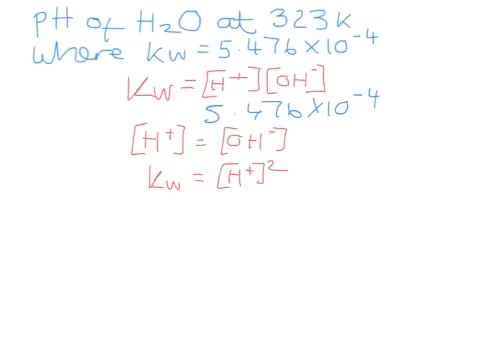 pH of H2O at 323K
where Kw = 5.476 × 10⁻⁴
Kw = [H⁺][OH⁻]
5.476 × 10⁻⁴
[H⁺] = [OH⁻]
Kw = [H⁺]²